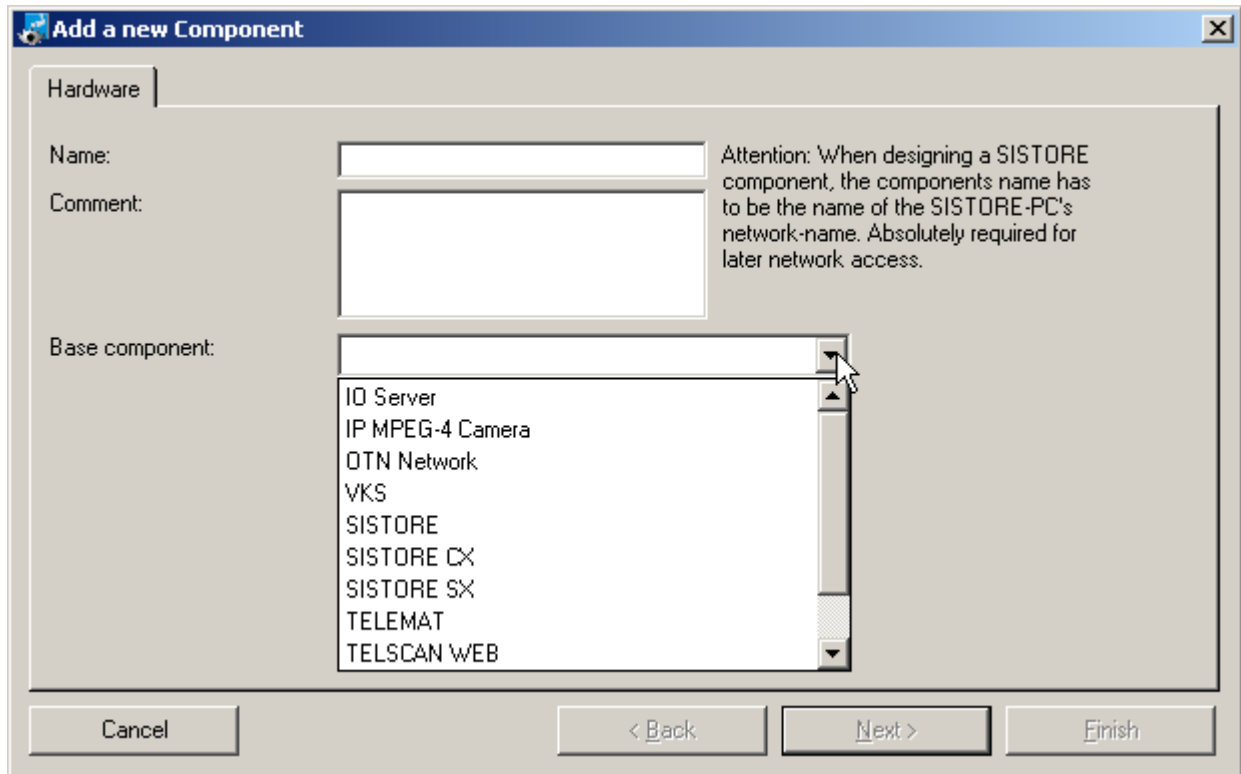 Add a new Component
Hardware
Name:
Attention: When designing a SISTORE
component, the components name has
to be the name of the SISTORE-PC's
network-name. Absolutely required for
later network access.
Comment:
Base component:
IO Server
IP MPEG-4 Camera
OTN Network
VKS
SISTORE
SISTORE CX
SISTORE SX
TELEMAT
TELSCAN WEB
Cancel
< Back
Next >
Finish